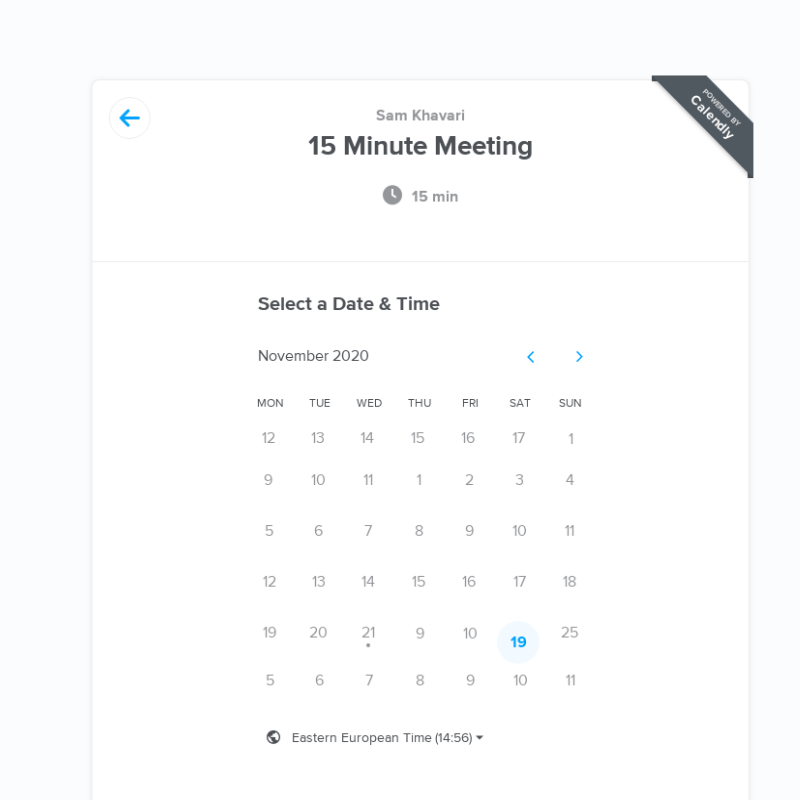 POWERED BY
Calendly
Sam Khavari
15 Minute Meeting
15 min
Select a Date & Time
November 2020
MON TUE WED THU FRI SAT SUN
12 13 14 15 16 17 1
9 10 11 1 2 3 4
5 6 7 8 9 10 11
12 13 14 15 16 17 18
19 20 21 9 10 19 25
5 6 7 8 9 10 11
Eastern European Time (14:56)